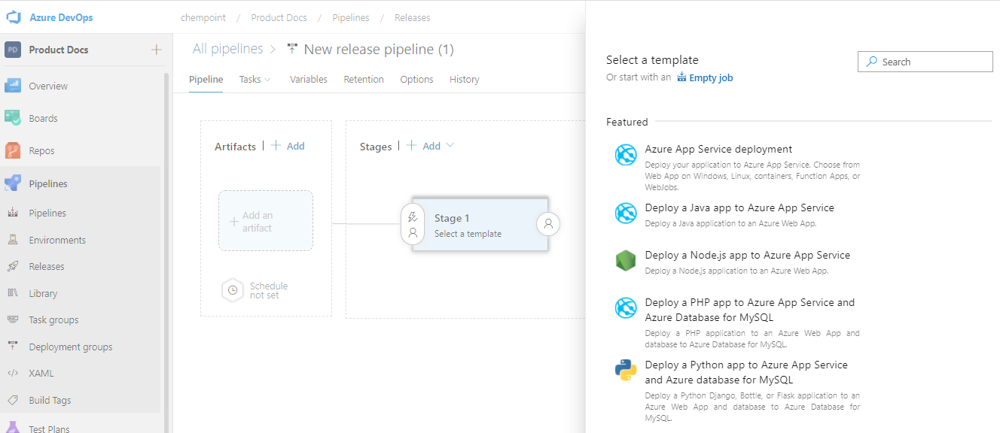 Azure DevOps
chempoint / Product Docs / Pipelines / Releases
PD Product Docs
Overview
Boards
Repos
Pipelines
Pipelines
Environments
Releases
Library
Task groups
Deployment groups
XAML
Build Tags
Test Plans
All pipelines > New release pipeline (1)
Pipeline Tasks Variables Retention Options History
Artifacts | + Add
Add an
artifact
Schedule
not set
Stages | + Add
Stage 1
Select a template
Select a template
Or start with an Empty job
Search
Featured
Azure App Service deployment
Deploy your application to Azure App Service. Choose from
Web App on Windows, Linux, containers, Function Apps, or
WebJobs.
Deploy a Java app to Azure App Service
Deploy a Java application to an Azure Web App.
Deploy a Node.js app to Azure App Service
Deploy a Node.js application to an Azure Web App.
Deploy a PHP app to Azure App Service and
Azure Database for MySQL
Deploy a PHP application to an Azure Web App and
database to Azure Database for MySQL.
Deploy a Python app to Azure App Service
and Azure database for MySQL
Deploy a Python Django, Bottle, or Flask application to an
Azure Web App and database to Azure Database for
MySQL.